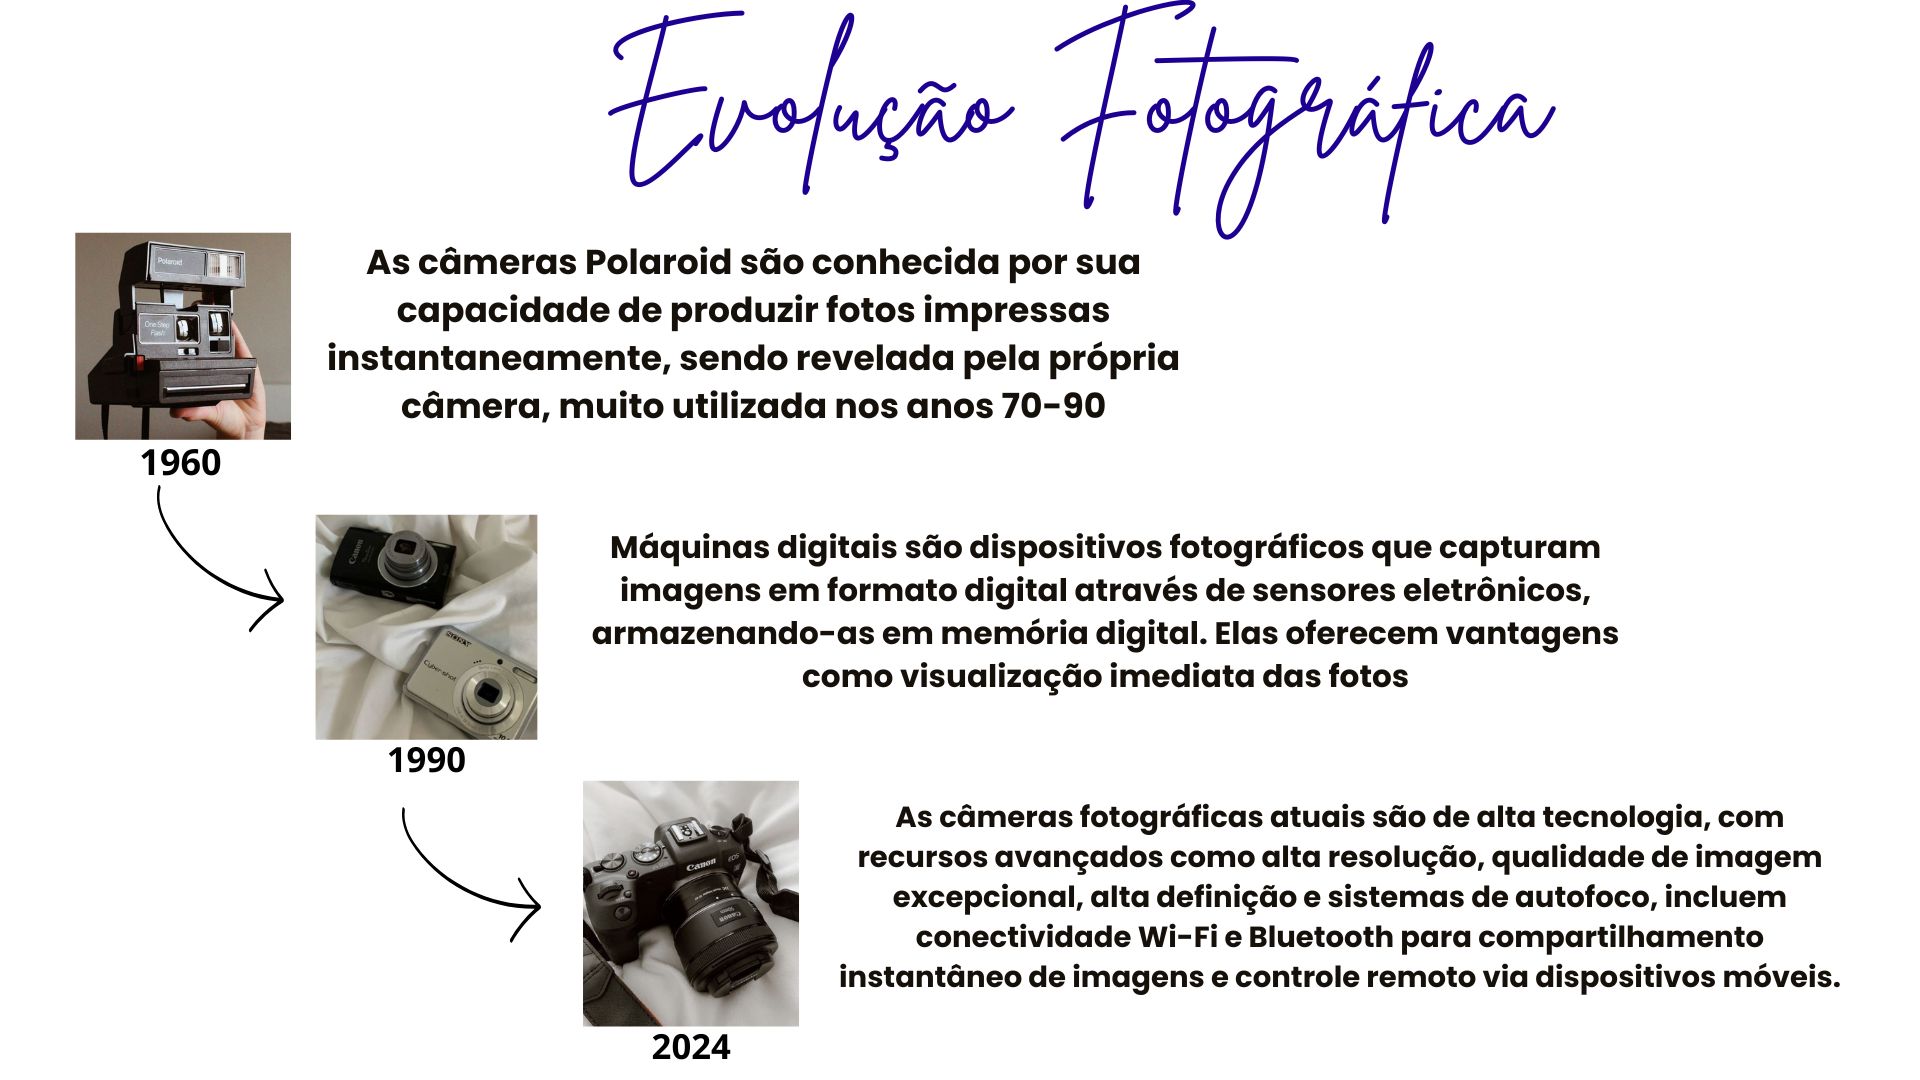 Evolução Fotográfica
Polaroid
One Step
Flash
As câmeras Polaroid são conhecida por sua
capacidade de produzir fotos impressas
instantaneamente, sendo revelada pela própria
câmera, muito utilizada nos anos 70-90
1960
Canon
SONY
Cyber-shot
Máquinas digitais são dispositivos fotográficos que capturam
imagens em formato digital através de sensores eletrônicos,
armazenando-as em memória digital. Elas oferecem vantagens
como visualização imediata das fotos
1990
Canon
EOS
Canon
As câmeras fotográficas atuais são de alta tecnologia, com
recursos avançados como alta resolução, qualidade de imagem
excepcional, alta definição e sistemas de autofoco, incluem
conectividade Wi-Fi e Bluetooth para compartilhamento
instantâneo de imagens e controle remoto via dispositivos móveis.
2024